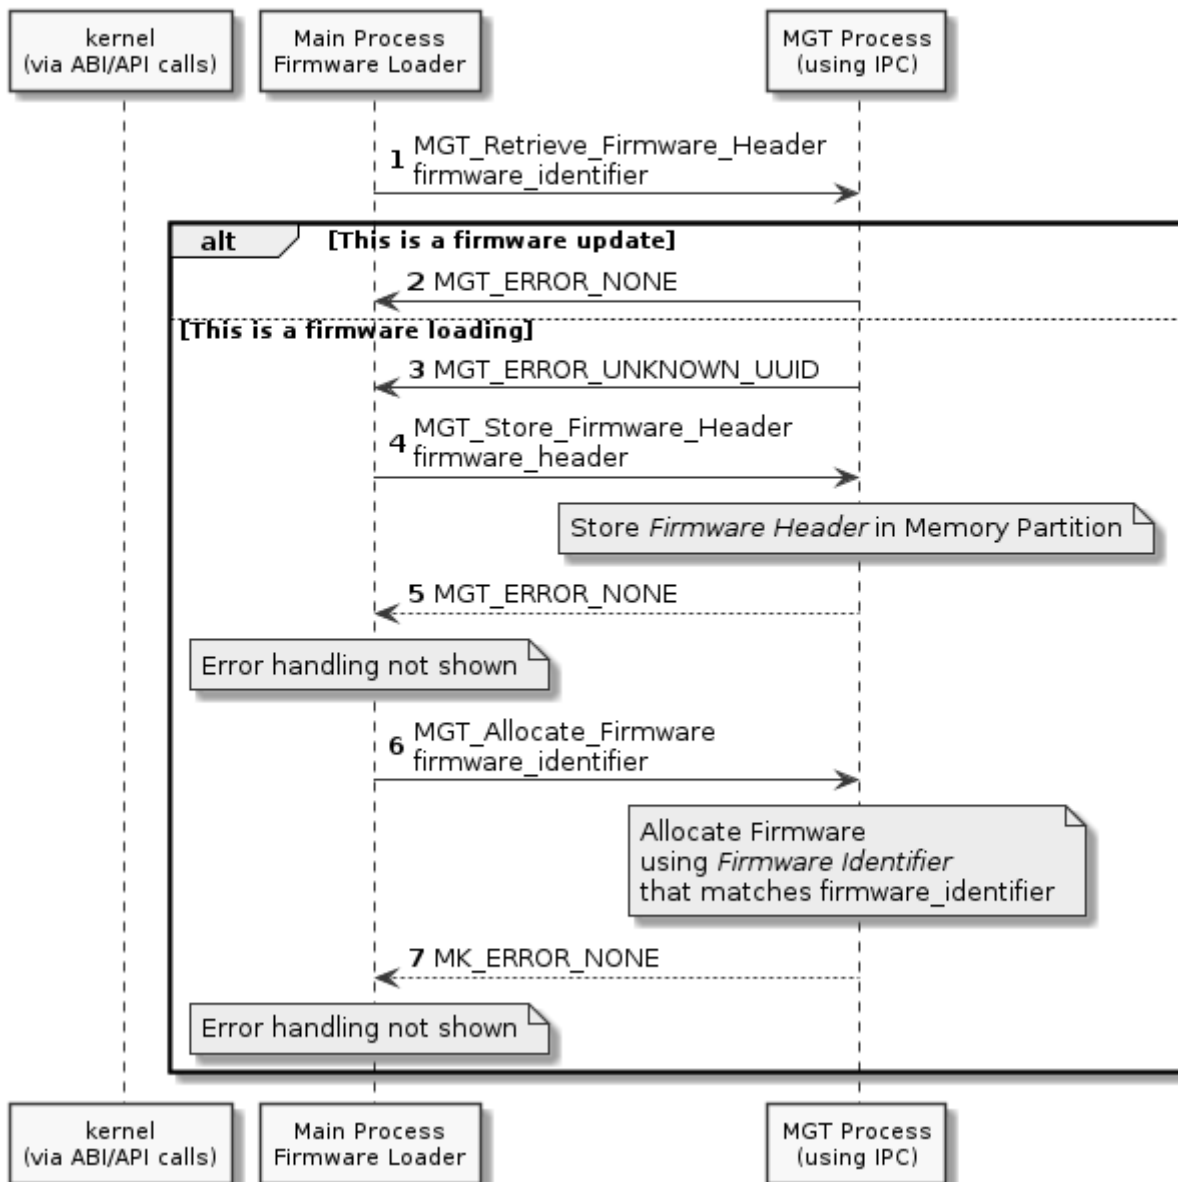 kernel
(via ABI/API calls)
Main Process
Firmware Loader
MGT Process
(using IPC)
1 MGT_Retrieve_Firmware_Header
firmware_identifier
alt [This is a firmware update]
2 MGT_ERROR_NONE
[This is a firmware loading]
3 MGT_ERROR_UNKNOWN_UUID
4 MGT_Store_Firmware_Header
firmware_header
Store Firmware Header in Memory Partition
5 MGT_ERROR_NONE
Error handling not shown
6 MGT_Allocate_Firmware
firmware_identifier
Allocate Firmware
using Firmware Identifier
that matches firmware_identifier
7 MK_ERROR_NONE
Error handling not shown
kernel
(via ABI/API calls)
Main Process
Firmware Loader
MGT Process
(using IPC)